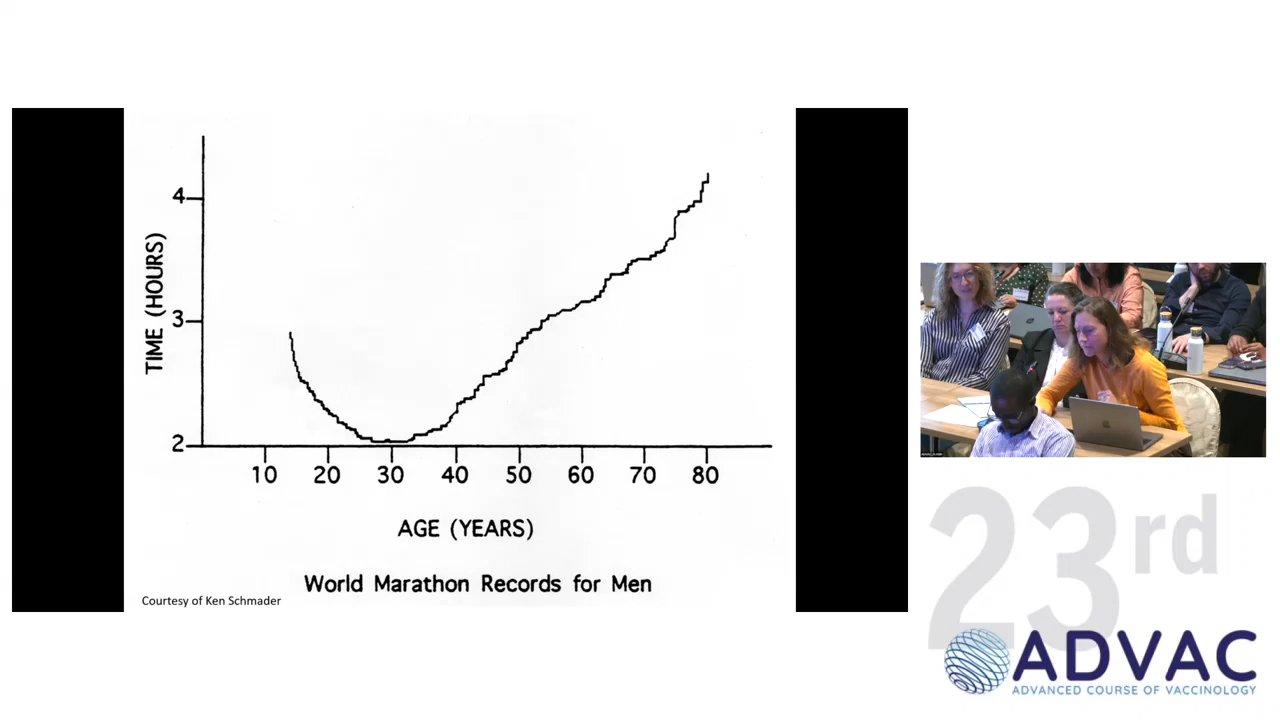 4
3
2
TIME (HOURS)
10 20 30 40 50 60 70 80
AGE (YEARS)
World Marathon Records for Men
Courtesy of Ken Schmader
23rd
ADVAC
ADVANCED COURSE OF VACCINOLOGY